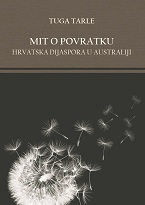 TUGA TARLE
MIT O POVRATKU
HRVATSKA DIJASPORA U AUSTRALIJI